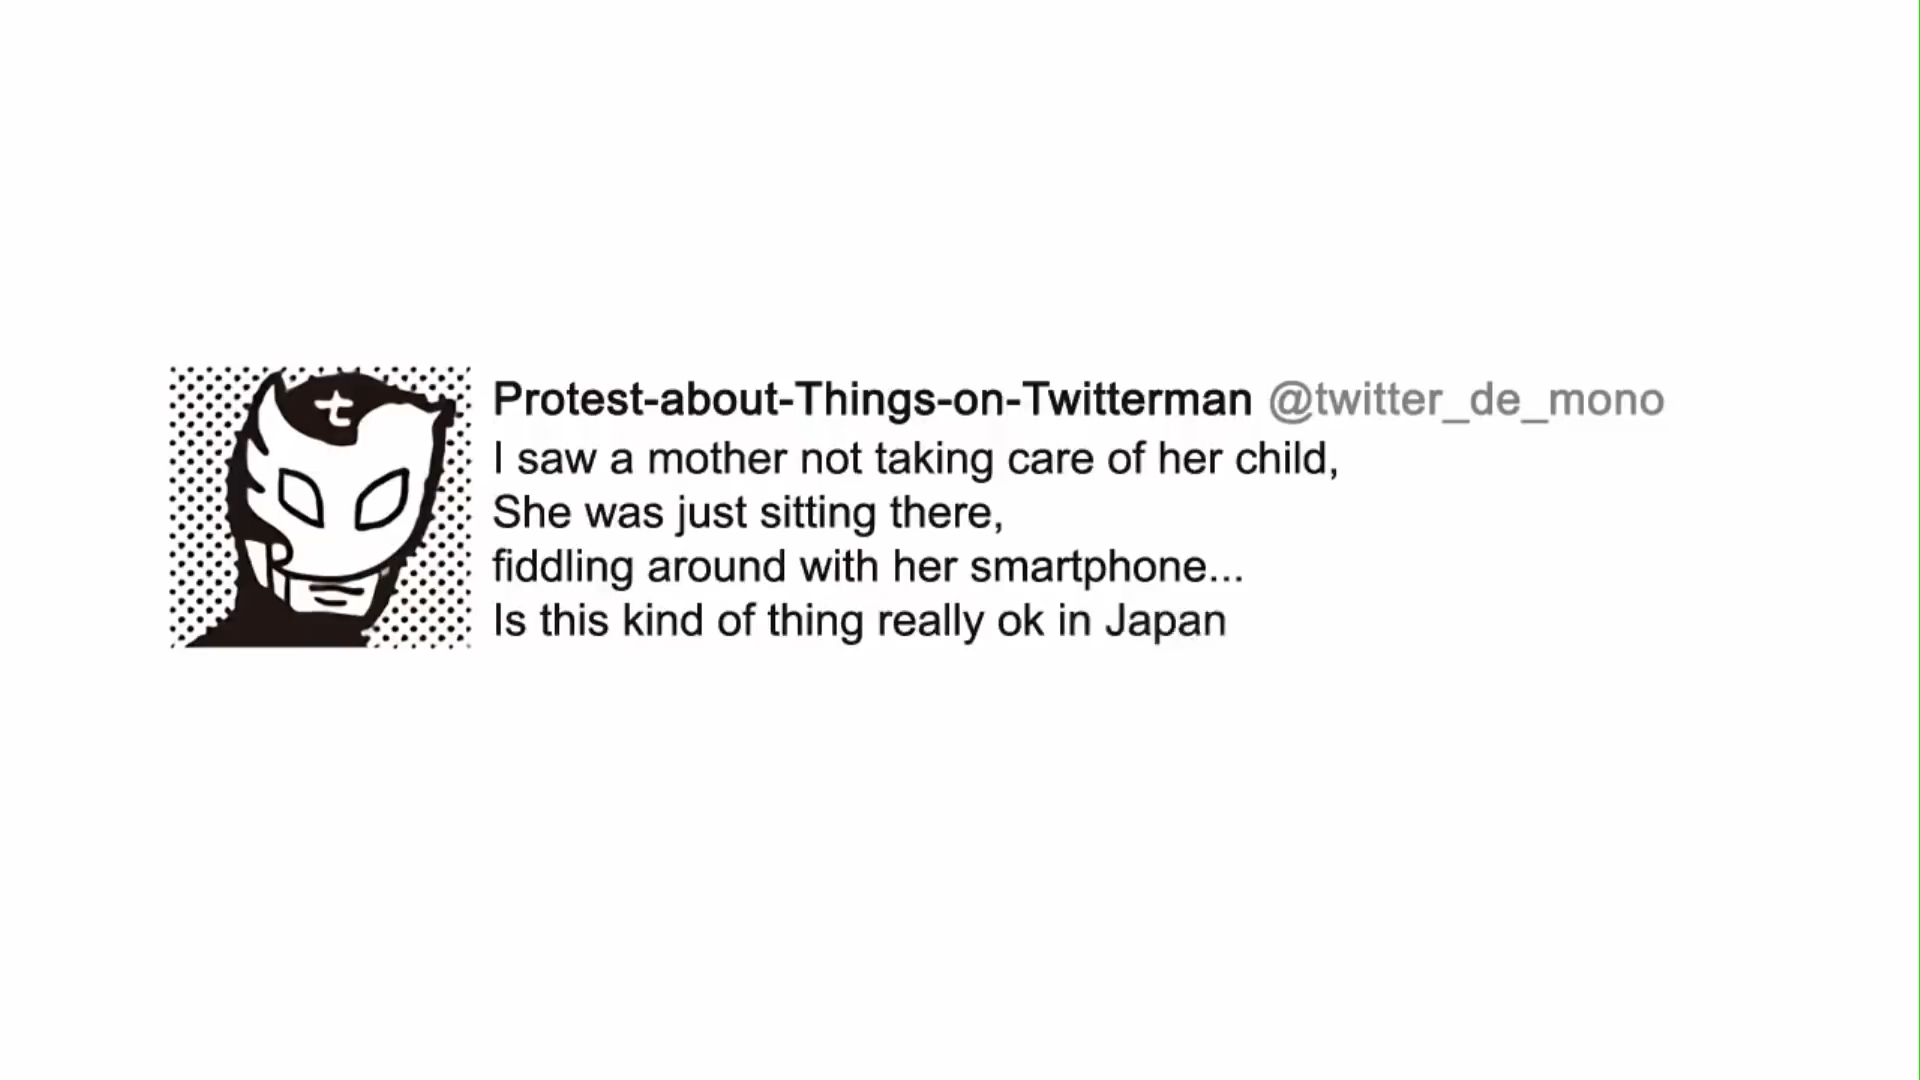 t
Protest-about-Things-on-Twitterman @twitter_de_mono
I saw a mother not taking care of her child,
She was just sitting there,
fiddling around with her smartphone...
Is this kind of thing really ok in Japan